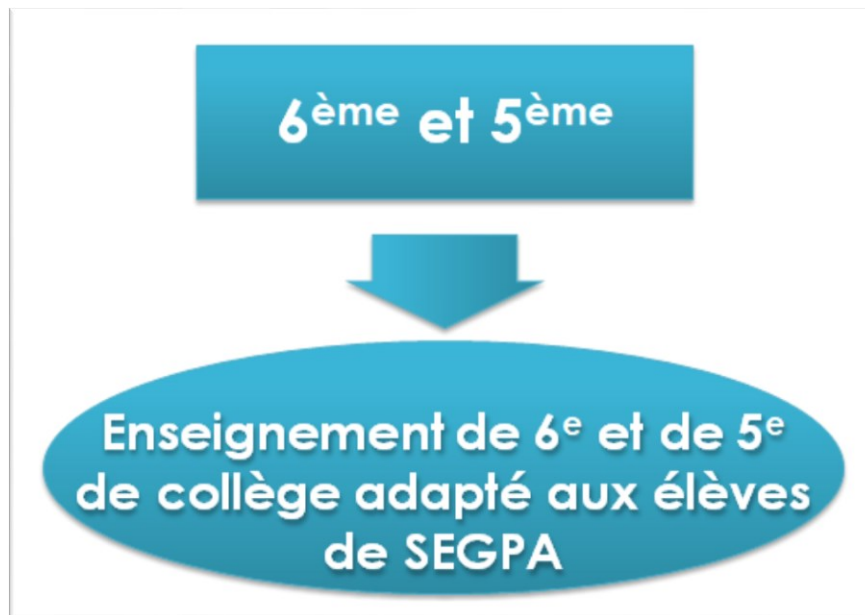 6ème et 5ème
Enseignement de 6e et de 5e
de collège adapté aux élèves
de SEGPA